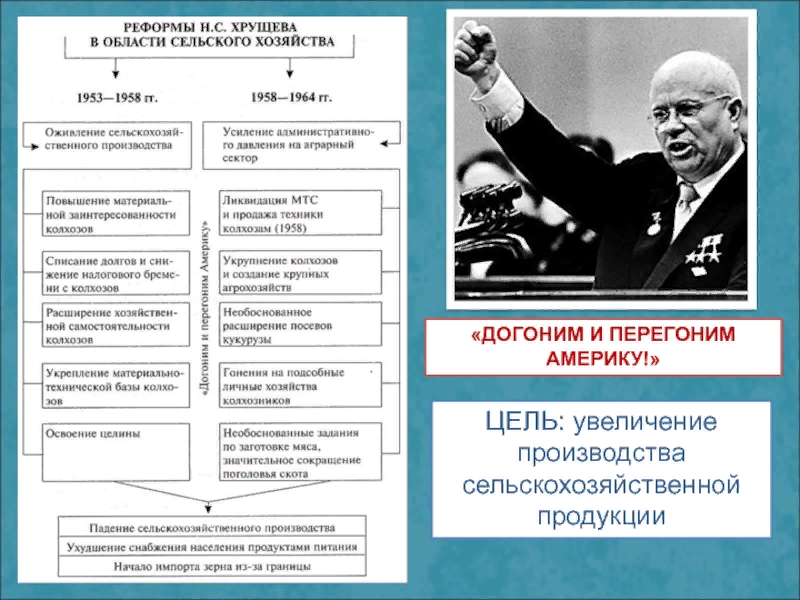 РЕФОРМЫ Н.С. ХРУЩЕВА
В ОБЛАСТИ СЕЛЬСКОГО ХОЗЯЙСТВА
1953—1958 гг.
Оживление сельскохозяй-
ственного производства
Повышение материаль-
ной заинтересованности
колхозов
Списание долгов и сни-
жение налогового бреме-
ни с колхозов
Расширение хозяйствен-
ной самостоятельности
колхозов
Укрепление материально-
технической базы колхо-
зов
Освоение целины
«Догоним и перегоним Америку»
1958—1964 гг.
Усиление административно-
го давления на аграрный
сектор
Ликвидация МТС
и продажа техники
колхозам (1958)
Укрупнение колхозов
и создание крупных
агрохозяйств
Необоснованное
расширение посевов
кукурузы
Гонения на подсобные
личные хозяйства
колхозников
Необоснованные задания
по заготовке мяса,
значительное сокращение
поголовья скота
Падение сельскохозяйственного производства
Ухудшение снабжения населения продуктами питания
Начало импорта зерна из-за границы
«ДОГОНИМ И ПЕРЕГОНИМ
АМЕРИКУ!»
ЦЕЛЬ: увеличение
производства
сельскохозяйственной
продукции